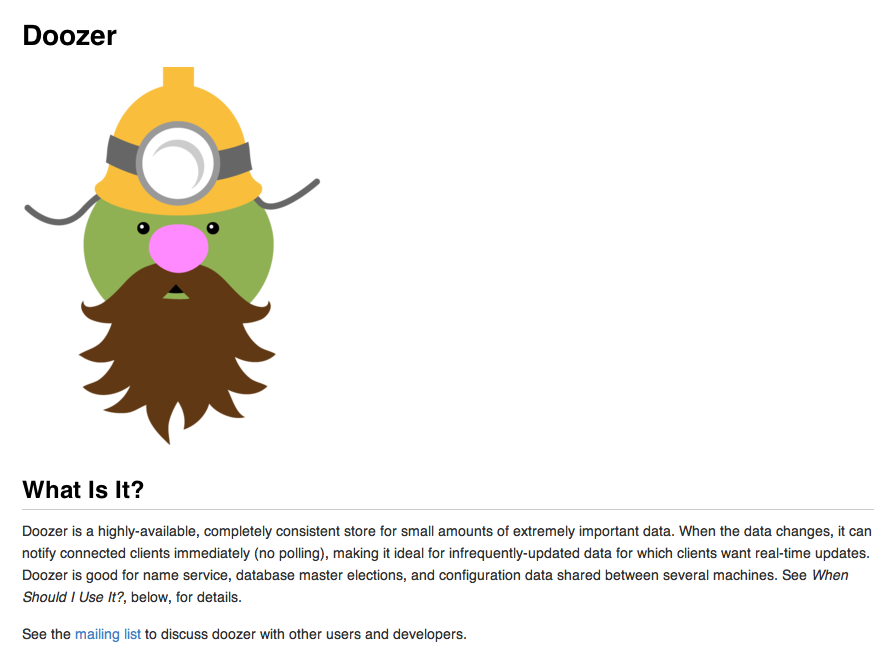 Doozer
What Is It?
Doozer is a highly-available, completely consistent store for small amounts of extremely important data. When the data changes, it can
notify connected clients immediately (no polling), making it ideal for infrequently-updated data for which clients want real-time updates.
Doozer is good for name service, database master elections, and configuration data shared between several machines. See When
Should I Use It?, below, for details.
See the mailing list to discuss doozer with other users and developers.